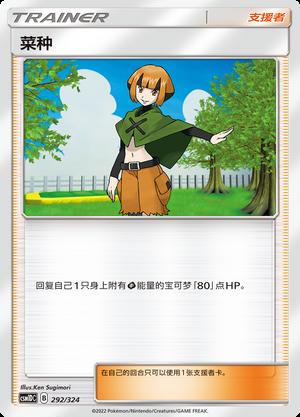 TRAINER 支援者
菜种
回复自己1只身上附有能量的宝可梦「80」点HP。
Illus.Ken Sugimori
csm1DC B 292/324
在自己的回合只可以使用1张支援者卡。
©2022 Pokémon/Nintendo/Creatures/GAME FREAK.